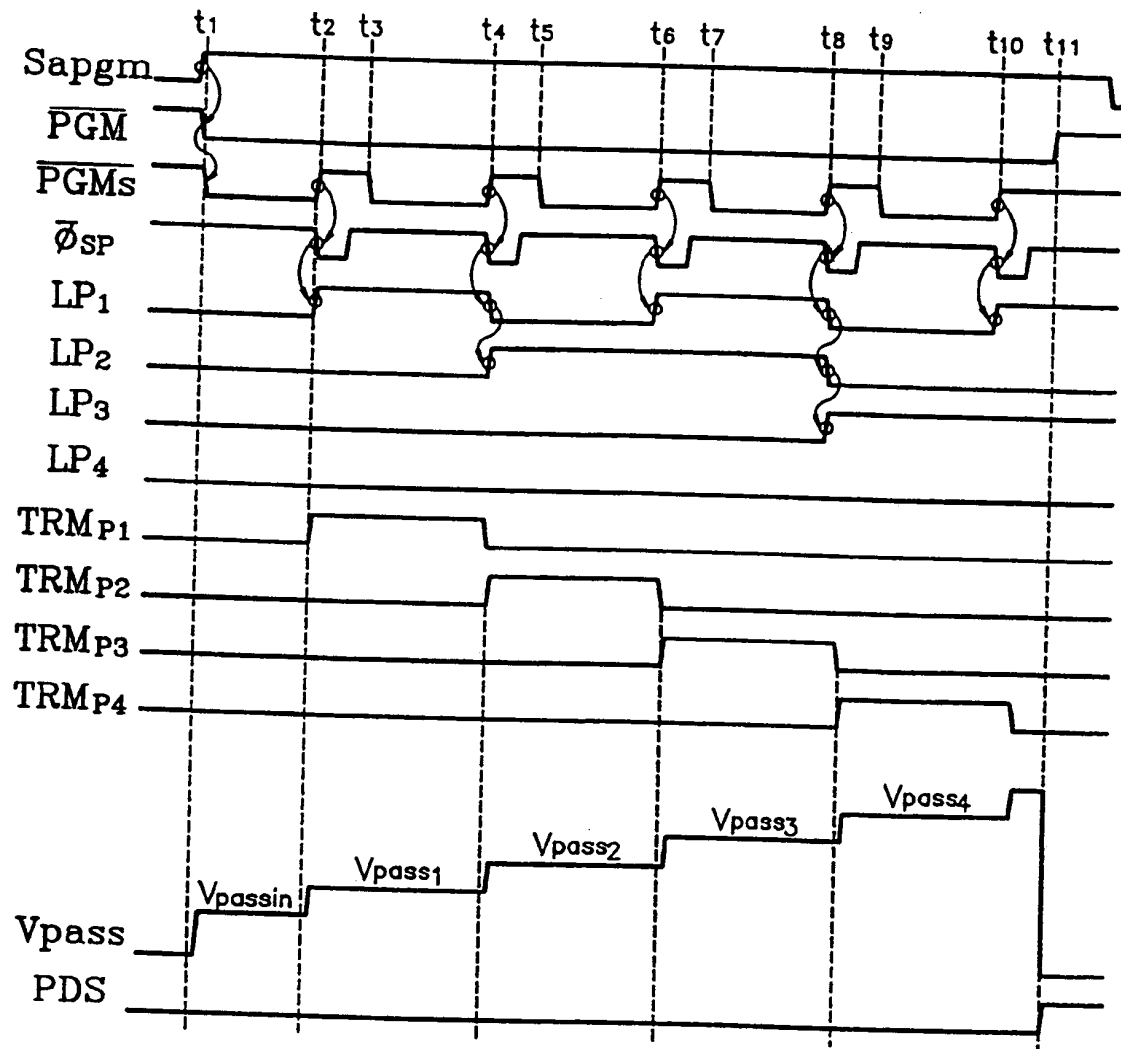 t1 t2 t3 t4 t5 t6 t7 t8 t9 t10 t11
Sapgm
PGM
PGMs
ø̄SP
LP1
LP2
LP3
LP4
TRMP1
TRMP2
TRMP3
TRMP4
Vpassin Vpass1 Vpass2 Vpass3 Vpass4
Vpass
PDS